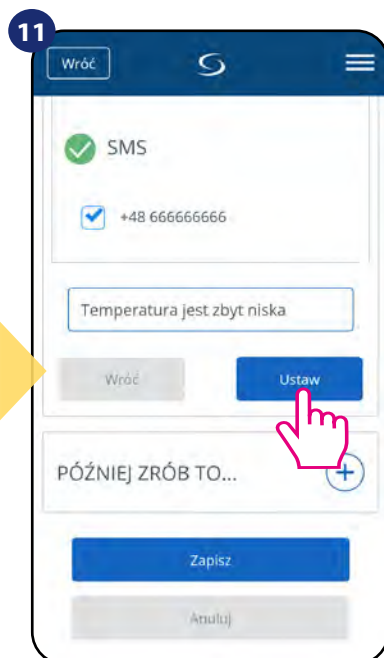 11
Wróć
SMS
+48 666666666
Temperatura jest zbyt niska
Wróć
Ustaw
PÓŹNIEJ ZRÓB TO...
Zapisz
Anuluj